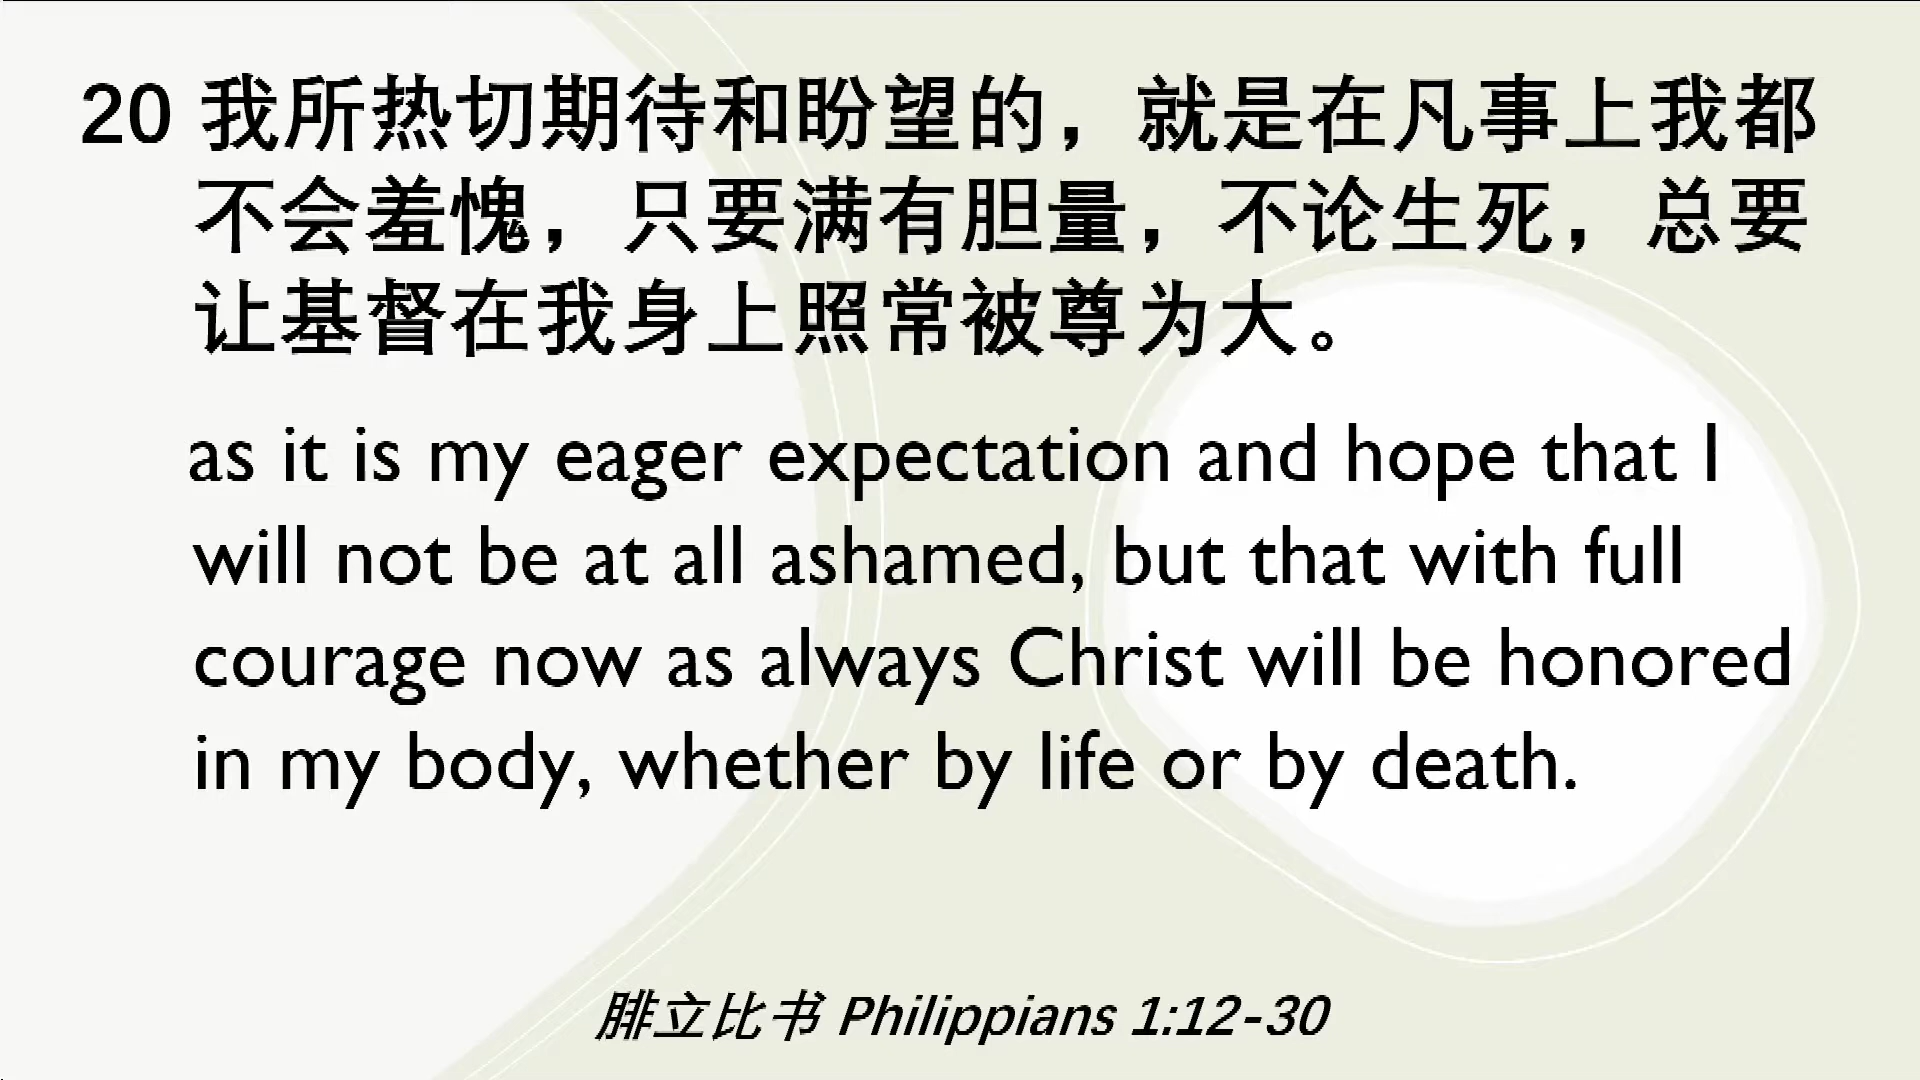 20 我所热切期待和盼望的，就是在凡事上我都
不会羞愧，只要满有胆量，不论生死，总要
让基督在我身上照常被尊为大。
as it is my eager expectation and hope that I
will not be at all ashamed, but that with full
courage now as always Christ will be honored
in my body, whether by life or by death.
腓立比书 Philippians 1:12-30